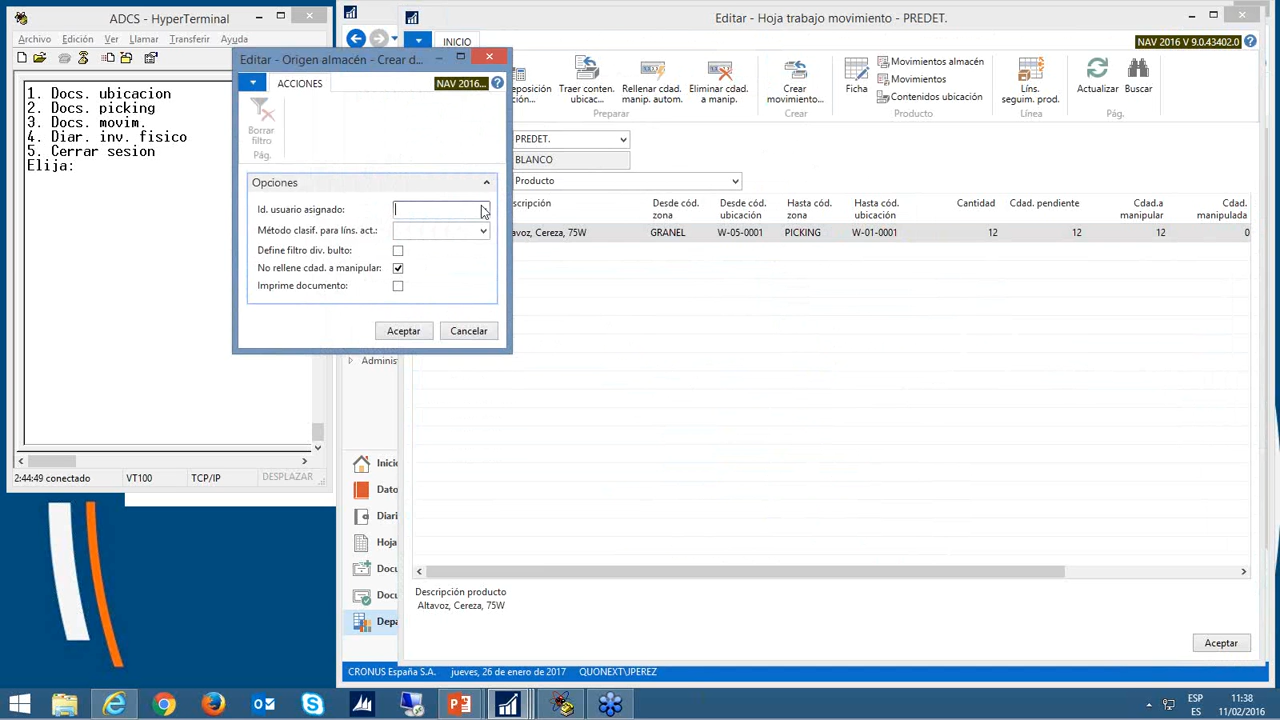 ADCS - HyperTerminal
Archivo Edición Ver Llamar Transferir Ayuda
1. Docs. ubicacion
2. Docs. picking
3. Docs. movim.
4. Diar. inv. fisico
5. Cerrar sesion
Elija:
2:44:49 conectado VT100 TCP/IP DESPLAZAR
Editar - Origen almacén - Crear d...
ACCIONES NAV 2016...
Borrar
filtro
Pág.
Opciones
Id. usuario asignado:
Método clasif. para líns. act.:
Define filtro div. bulto:
No rellene cdad. a manipular:
Imprime documento:
Aceptar Cancelar
Editar - Hoja trabajo movimiento - PREDET.
INICIO NAV 2016 V 9.0.43402.0
Traer conten.
ubicac...
Rellenar cdad.
manip. autom.
Eliminar cdad.
a manip.
Preparar
Crear
movimiento...
Crear
Ficha
Movimientos almacén
Movimientos
Contenidos ubicación
Producto
Líns.
seguim. prod.
Línea
Actualizar Buscar
Pág.
PREDET.
BLANCO
Producto
Desde cód.
zona
Desde cód.
ubicación
Hasta cód.
zona
Hasta cód.
ubicación
Cantidad
Cdad. pendiente
Cdad.a
manipular
Cdad.
manipulada
avoz, Cereza, 75W GRANEL W-05-0001 PICKING W-01-0001 12 12 12 0
Adminis
Inicio
Dato
Diari
Hoja
Docu
Docu
Depa
Descripción producto
Altavoz, Cereza, 75W
Aceptar
CRONUS España S.A. jueves, 26 de enero de 2017 QUONEXT\JPEREZ
ESP
ES
11:38
11/02/2016